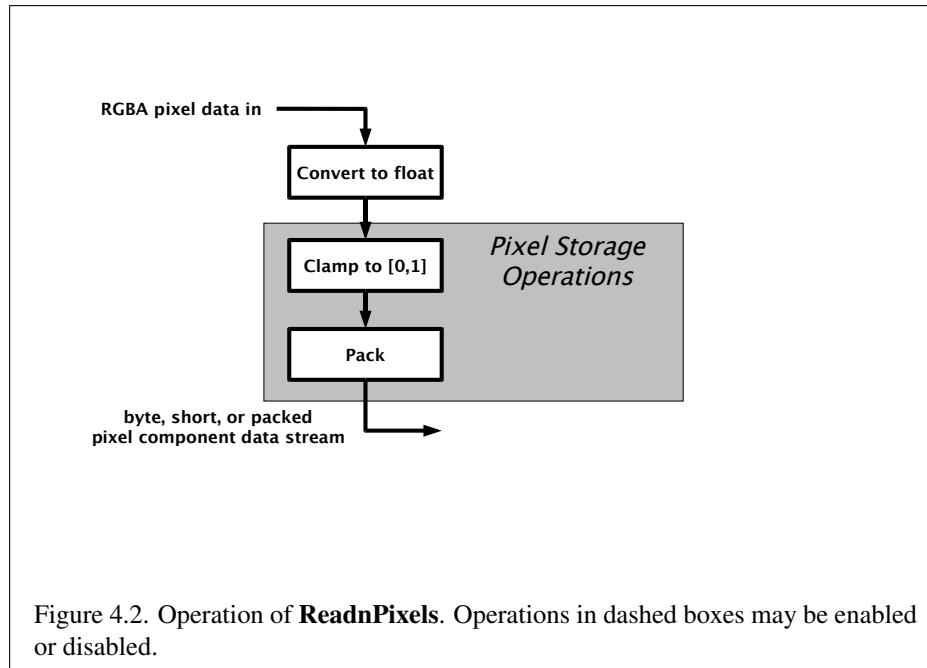 RGBA pixel data in
Convert to float
Pixel Storage
Operations
Clamp to [0,1]
Pack
byte, short, or packed
pixel component data stream
Figure 4.2. Operation of ReadnPixels. Operations in dashed boxes may be enabled
or disabled.